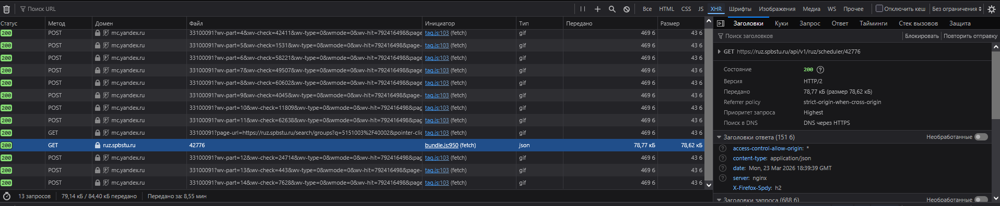 Поиск URL Все HTML CSS JS XHR Шрифты Изображения Медиа WS Прочее Отключить кеш Без ограничения
Статус Метод Домен Файл Инициатор Тип Передано Размер
200 POST mc.yandex.ru 33100091?wv-part=4&wv-check=42411&wv-type=0&wmode=0&wv-hit=792416498&page tag.js:103 (fetch) gif 469 б 43 б
200 POST mc.yandex.ru 33100091?wv-part=5&wv-check=1531&wv-type=0&wmode=0&wv-hit=792416498&page- tag.js:103 (fetch) gif 469 б 43 б
200 POST mc.yandex.ru 33100091?wv-part=6&wv-check=58221&wv-type=0&wmode=0&wv-hit=792416498&page tag.js:103 (fetch) gif 469 б 43 б
200 POST mc.yandex.ru 33100091?wv-part=7&wv-check=49507&wv-type=0&wmode=0&wv-hit=792416498&page tag.js:103 (fetch) gif 469 б 43 б
200 POST mc.yandex.ru 33100091?wv-part=8&wv-check=60602&wv-type=0&wmode=0&wv-hit=792416498&page tag.js:103 (fetch) gif 469 б 43 б
200 POST mc.yandex.ru 33100091?wv-part=9&wv-check=4045&wv-type=0&wmode=0&wv-hit=792416498&page- tag.js:103 (fetch) gif 469 б 43 б
200 POST mc.yandex.ru 33100091?wv-part=10&wv-check=11809&wv-type=0&wmode=0&wv-hit=792416498&pag tag.js:103 (fetch) gif 469 б 43 б
200 POST mc.yandex.ru 33100091?wv-part=11&wv-check=62638&wv-type=0&wmode=0&wv-hit=792416498&pag tag.js:103 (fetch) gif 469 б 43 б
200 GET mc.yandex.ru 33100091?page-url=https://ruz.spbstu.ru/search/groups?q=5151003%2F40002&pointer-clic tag.js:103 (fetch) gif 469 б 43 б
200 GET ruz.spbstu.ru 42776 bundle.js:950 (fetch) json 78,77 кБ 78,62 кБ
200 POST mc.yandex.ru 33100091?wv-part=12&wv-check=24714&wv-type=0&wmode=0&wv-hit=792416498&pag tag.js:103 (fetch) gif 469 б 43 б
200 POST mc.yandex.ru 33100091?wv-part=13&wv-check=443&wv-type=0&wmode=0&wv-hit=792416498&page- tag.js:103 (fetch) gif 469 б 43 б
200 POST mc.yandex.ru 33100091?wv-part=14&wv-check=7628&wv-type=0&wmode=0&wv-hit=792416498&page tag.js:103 (fetch) gif 469 б 43 б
13 запросов 79,14 кБ / 84,40 кБ передано Передано за: 8,55 мин
Заголовки Куки Запрос Ответ Тайминги Стек вызовов Защита
Поиск заголовков Блокировать Повторить отправку
GET https://ruz.spbstu.ru/api/v1/ruz/scheduler/42776
Состояние 200 ?
Версия HTTP/2
Передано 78,77 кБ (размер 78,62 кБ)
Referrer policy strict-origin-when-cross-origin
Приоритет запроса Highest
Поиск в DNS DNS через HTTPS
Заголовки ответа (151 б) Необработанные
? access-control-allow-origin: *
? content-type: application/json
? date: Mon, 23 Mar 2026 18:39:39 GMT
? server: nginx
X-Firefox-Spdy: h2
Заголовки запроса (688 б) Необработанные